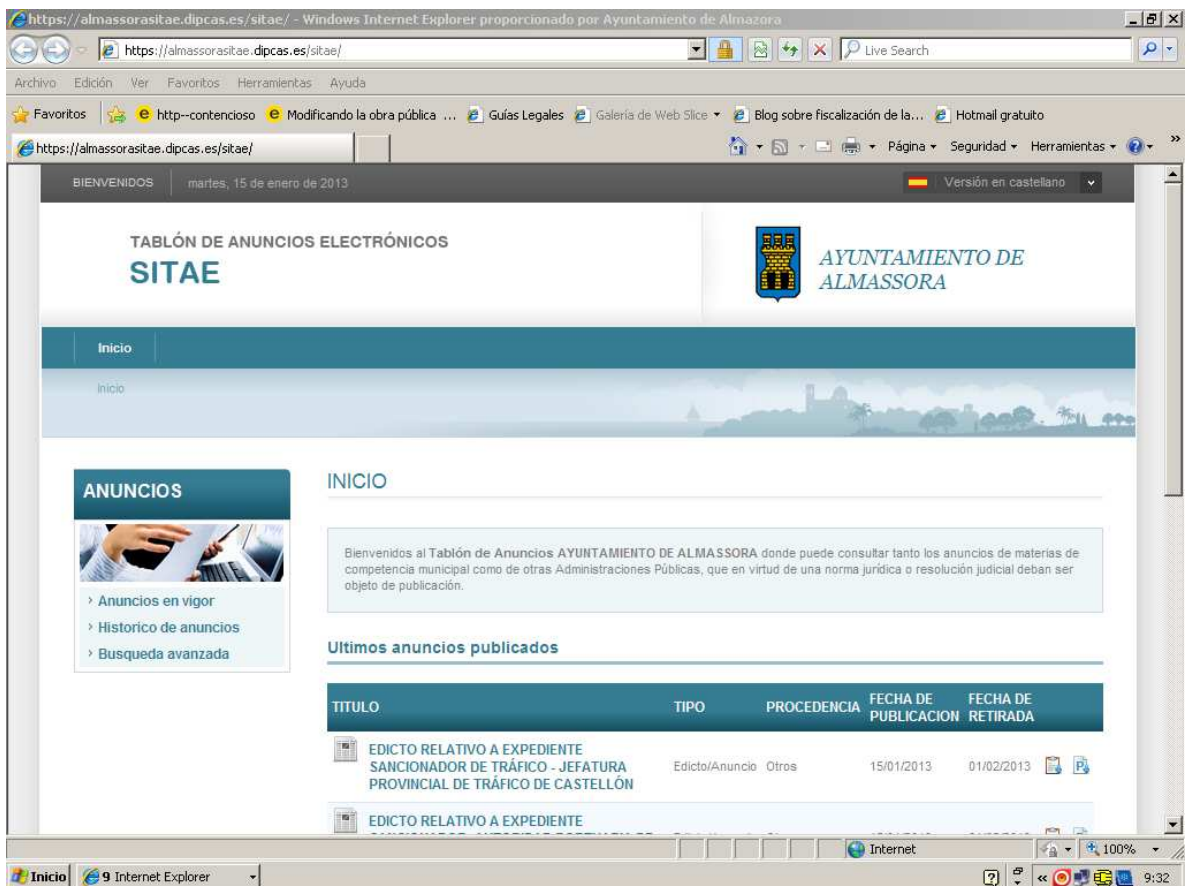 https://almassorasitae.dipcas.es/sitae/ - Windows Internet Explorer proporcionado por Ayuntamiento de Almazora
https://almassorasitae.dipcas.es/sitae/
Live Search
Archivo Edición Ver Favoritos Herramientas Ayuda
Favoritos http--contencioso Modificando la obra pública ... Guías Legales Galería de Web Slice Blog sobre fiscalización de la... Hotmail gratuito
https://almassorasitae.dipcas.es/sitae/ Página Seguridad Herramientas
BIENVENIDOS martes, 15 de enero de 2013 Versión en castellano
TABLÓN DE ANUNCIOS ELECTRÓNICOS
SITAE
AYUNTAMIENTO DE
ALMASSORA
Inicio
Inicio
ANUNCIOS
Anuncios en vigor
Historico de anuncios
Busqueda avanzada
INICIO
Bienvenidos al Tablón de Anuncios AYUNTAMIENTO DE ALMASSORA donde puede consultar tanto los anuncios de materias de
competencia municipal como de otras Administraciones Públicas, que en virtud de una norma jurídica o resolución judicial deban ser
objeto de publicación.
Ultimos anuncios publicados
TITULO TIPO PROCEDENCIA FECHA DE PUBLICACION FECHA DE RETIRADA
EDICTO RELATIVO A EXPEDIENTE
SANCIONADOR DE TRÁFICO - JEFATURA
PROVINCIAL DE TRÁFICO DE CASTELLÓN
Edicto/Anuncio Otros 15/01/2013 01/02/2013
EDICTO RELATIVO A EXPEDIENTE
Internet 100%
Inicio 9 Internet Explorer 9:32